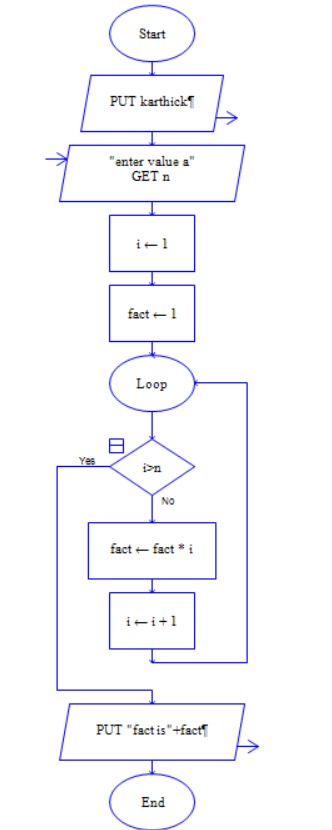 Start
PUT karthick¶
"enter value a"
GET n
i ← 1
fact ← 1
Loop
Yes
i>n
No
fact ← fact * i
i ← i + 1
PUT "fact is"+fact¶
End